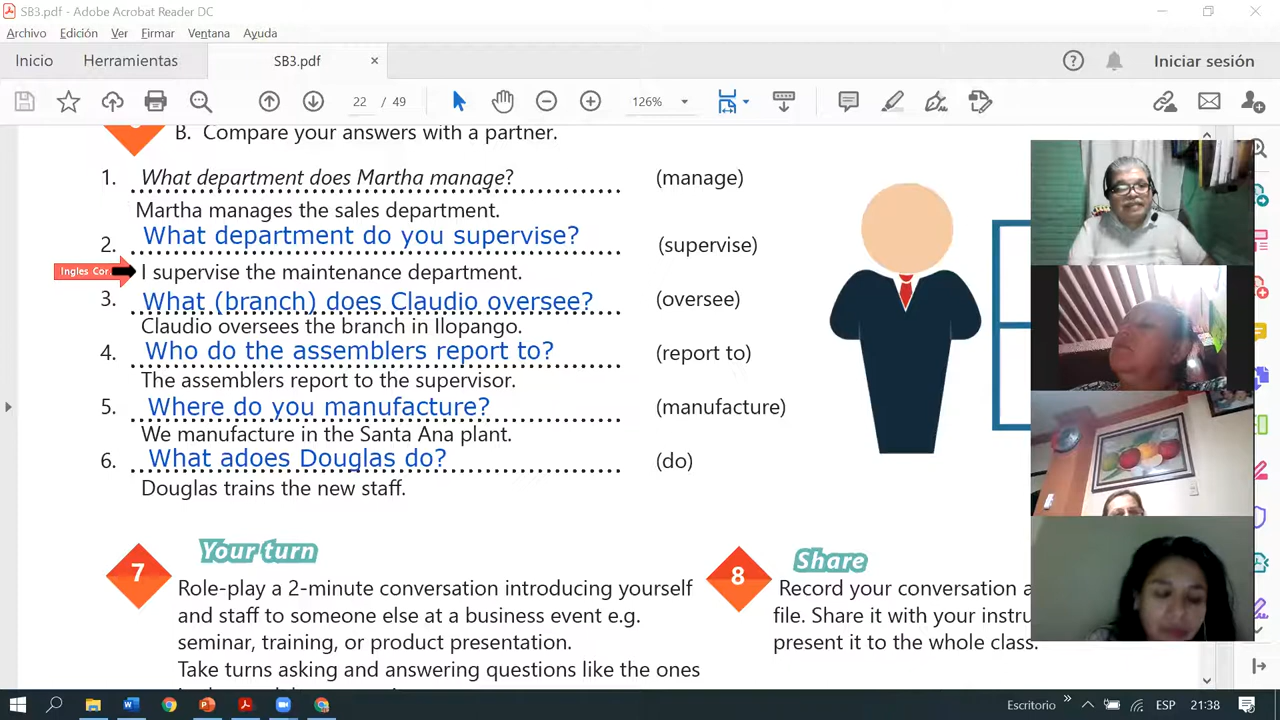 SB3.pdf - Adobe Acrobat Reader DC
Archivo Edición Ver Firmar Ventana Ayuda
Inicio Herramientas SB3.pdf × Iniciar sesión
22 / 49 126%
B. Compare your answers with a partner.
1. What department does Martha manage? (manage)
Martha manages the sales department.
2. What department do you supervise? (supervise)
Ingles Cor
I supervise the maintenance department.
3. What (branch) does Claudio oversee? (oversee)
Claudio oversees the branch in Ilopango.
4. Who do the assemblers report to? (report to)
The assemblers report to the supervisor.
5. Where do you manufacture? (manufacture)
We manufacture in the Santa Ana plant.
6. What adoes Douglas do? (do)
Douglas trains the new staff.
7 Your turn
Role-play a 2-minute conversation introducing yourself
and staff to someone else at a business event e.g.
seminar, training, or product presentation.
Take turns asking and answering questions like the ones
8 Share
Record your conversation a
file. Share it with your instru
present it to the whole class.
Escritorio ESP 21:38